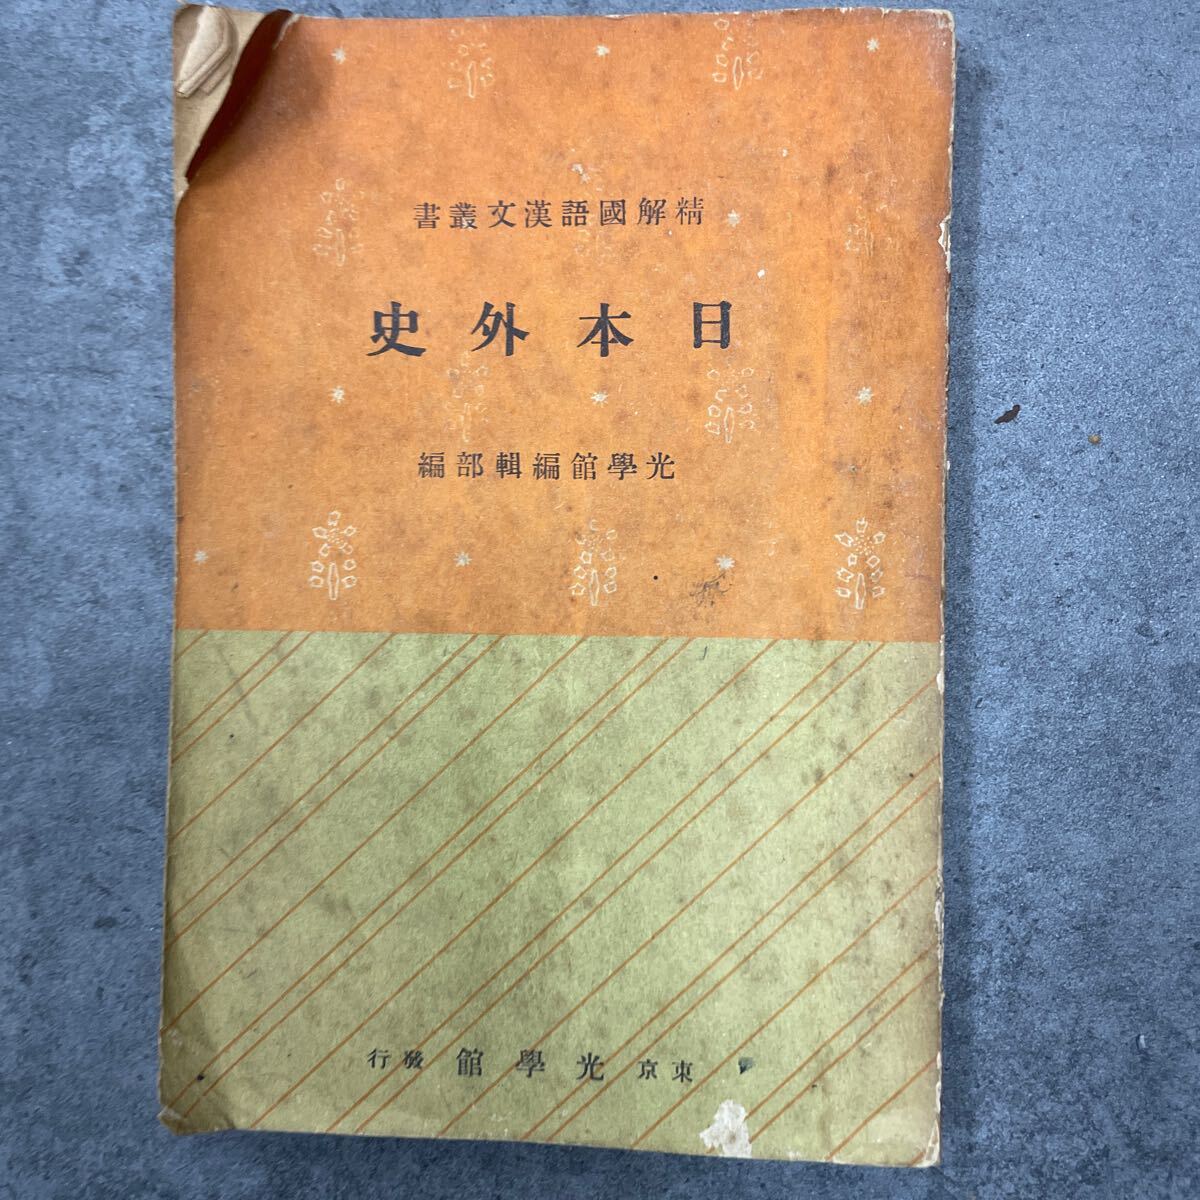 精解國語漢文叢書
日本外史
光學館編輯部編
東京 光學館 發行